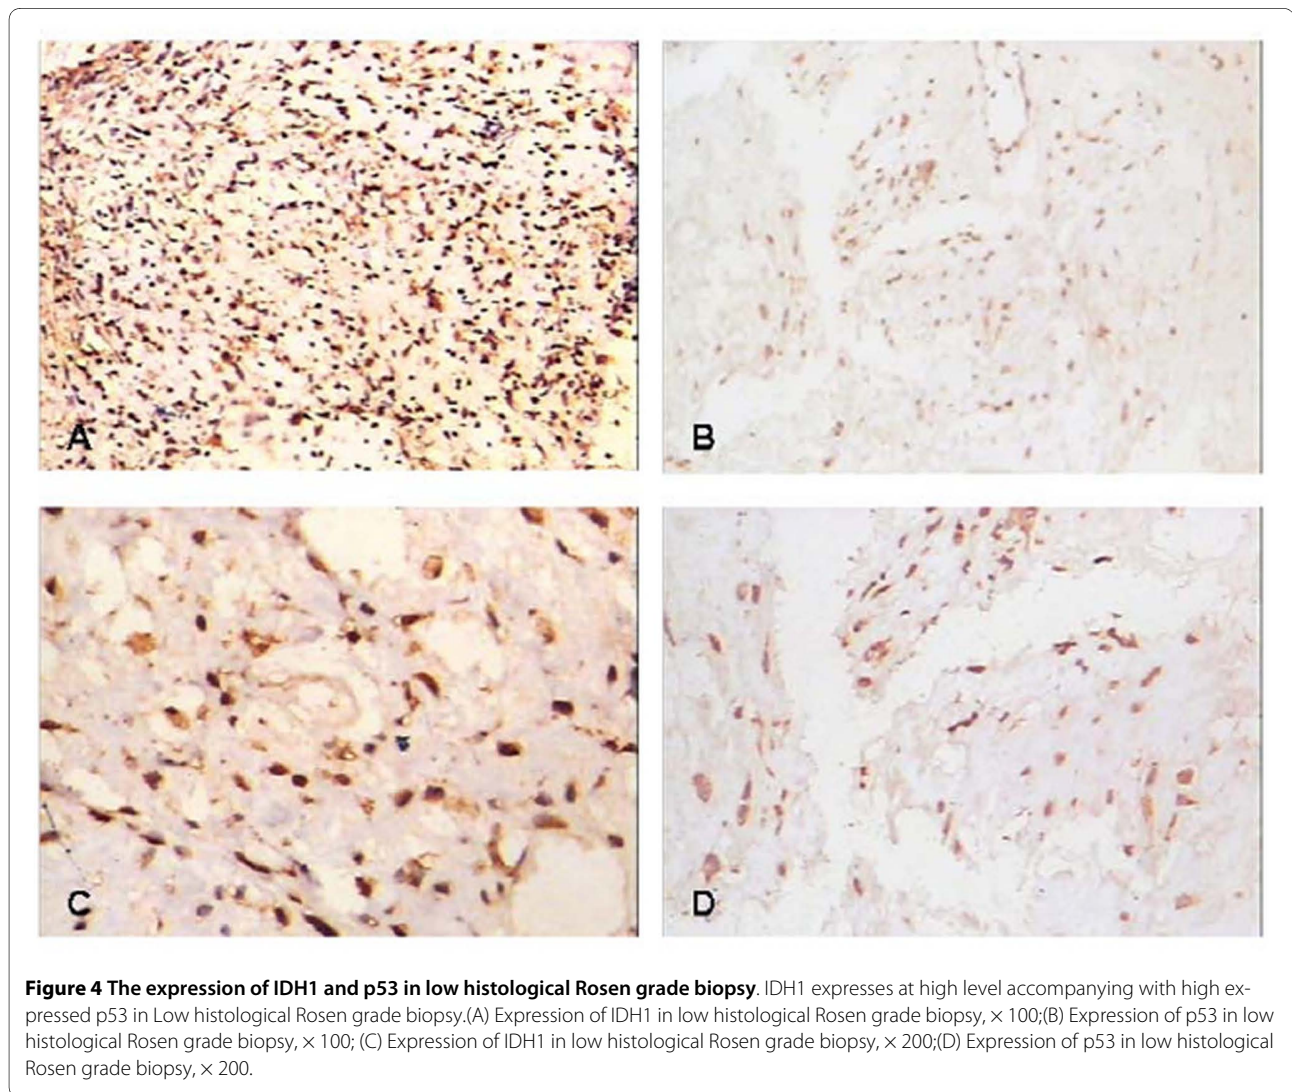 A
B
C
D
Figure 4 The expression of IDH1 and p53 in low histological Rosen grade biopsy. IDH1 expresses at high level accompanying with high ex-
pressed p53 in Low histological Rosen grade biopsy.(A) Expression of IDH1 in low histological Rosen grade biopsy, × 100;(B) Expression of p53 in low
histological Rosen grade biopsy, × 100; (C) Expression of IDH1 in low histological Rosen grade biopsy, × 200;(D) Expression of p53 in low histological
Rosen grade biopsy, × 200.